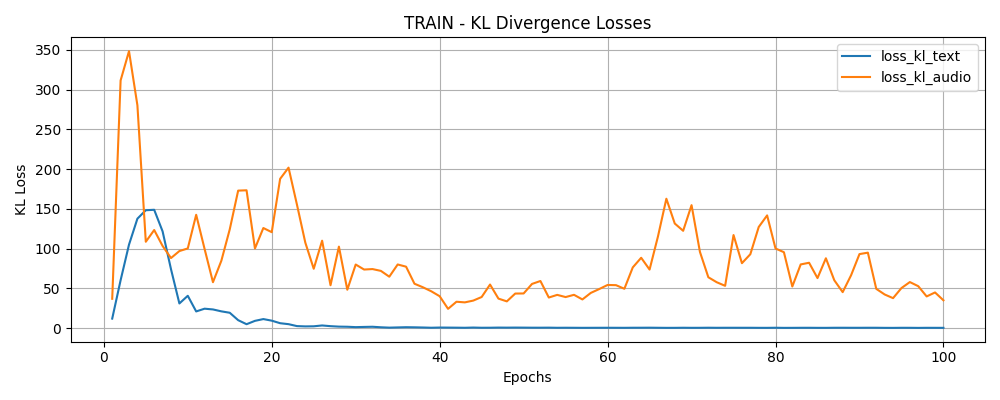 TRAIN - KL Divergence Losses
KL Loss
350
300
250
200
150
100
50
0
loss_kl_text
loss_kl_audio
0 20 40 60 80 100
Epochs